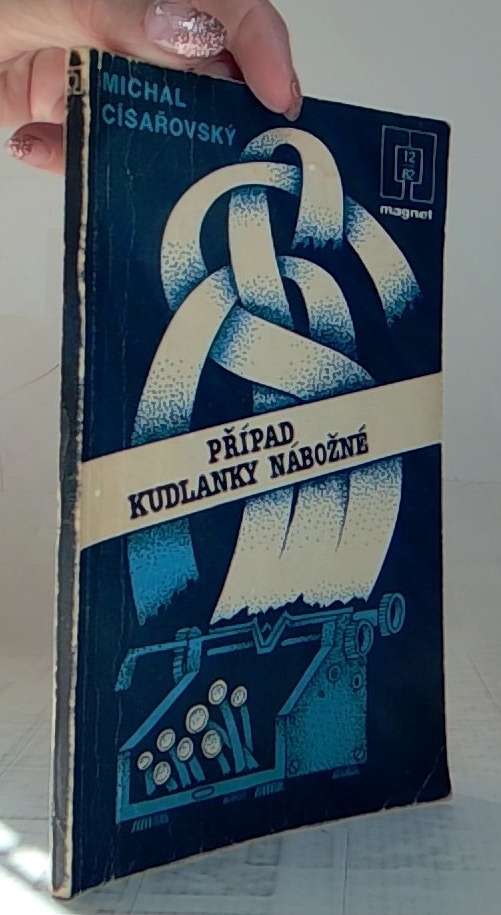 MICHAL
CÍSAŘOVSKÝ
12
82
magnet
PŘÍPAD
KUDLANKY NÁBOŽNÉ